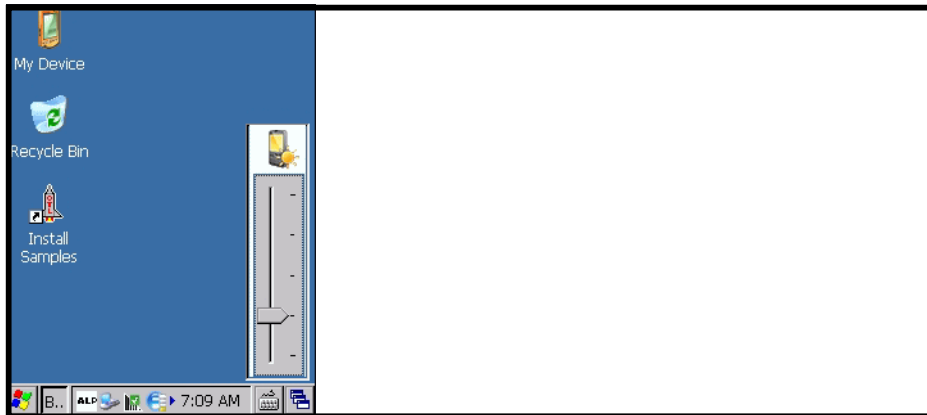 My Device
Recycle Bin
Install
Samples
B..
ALP
7:09 AM